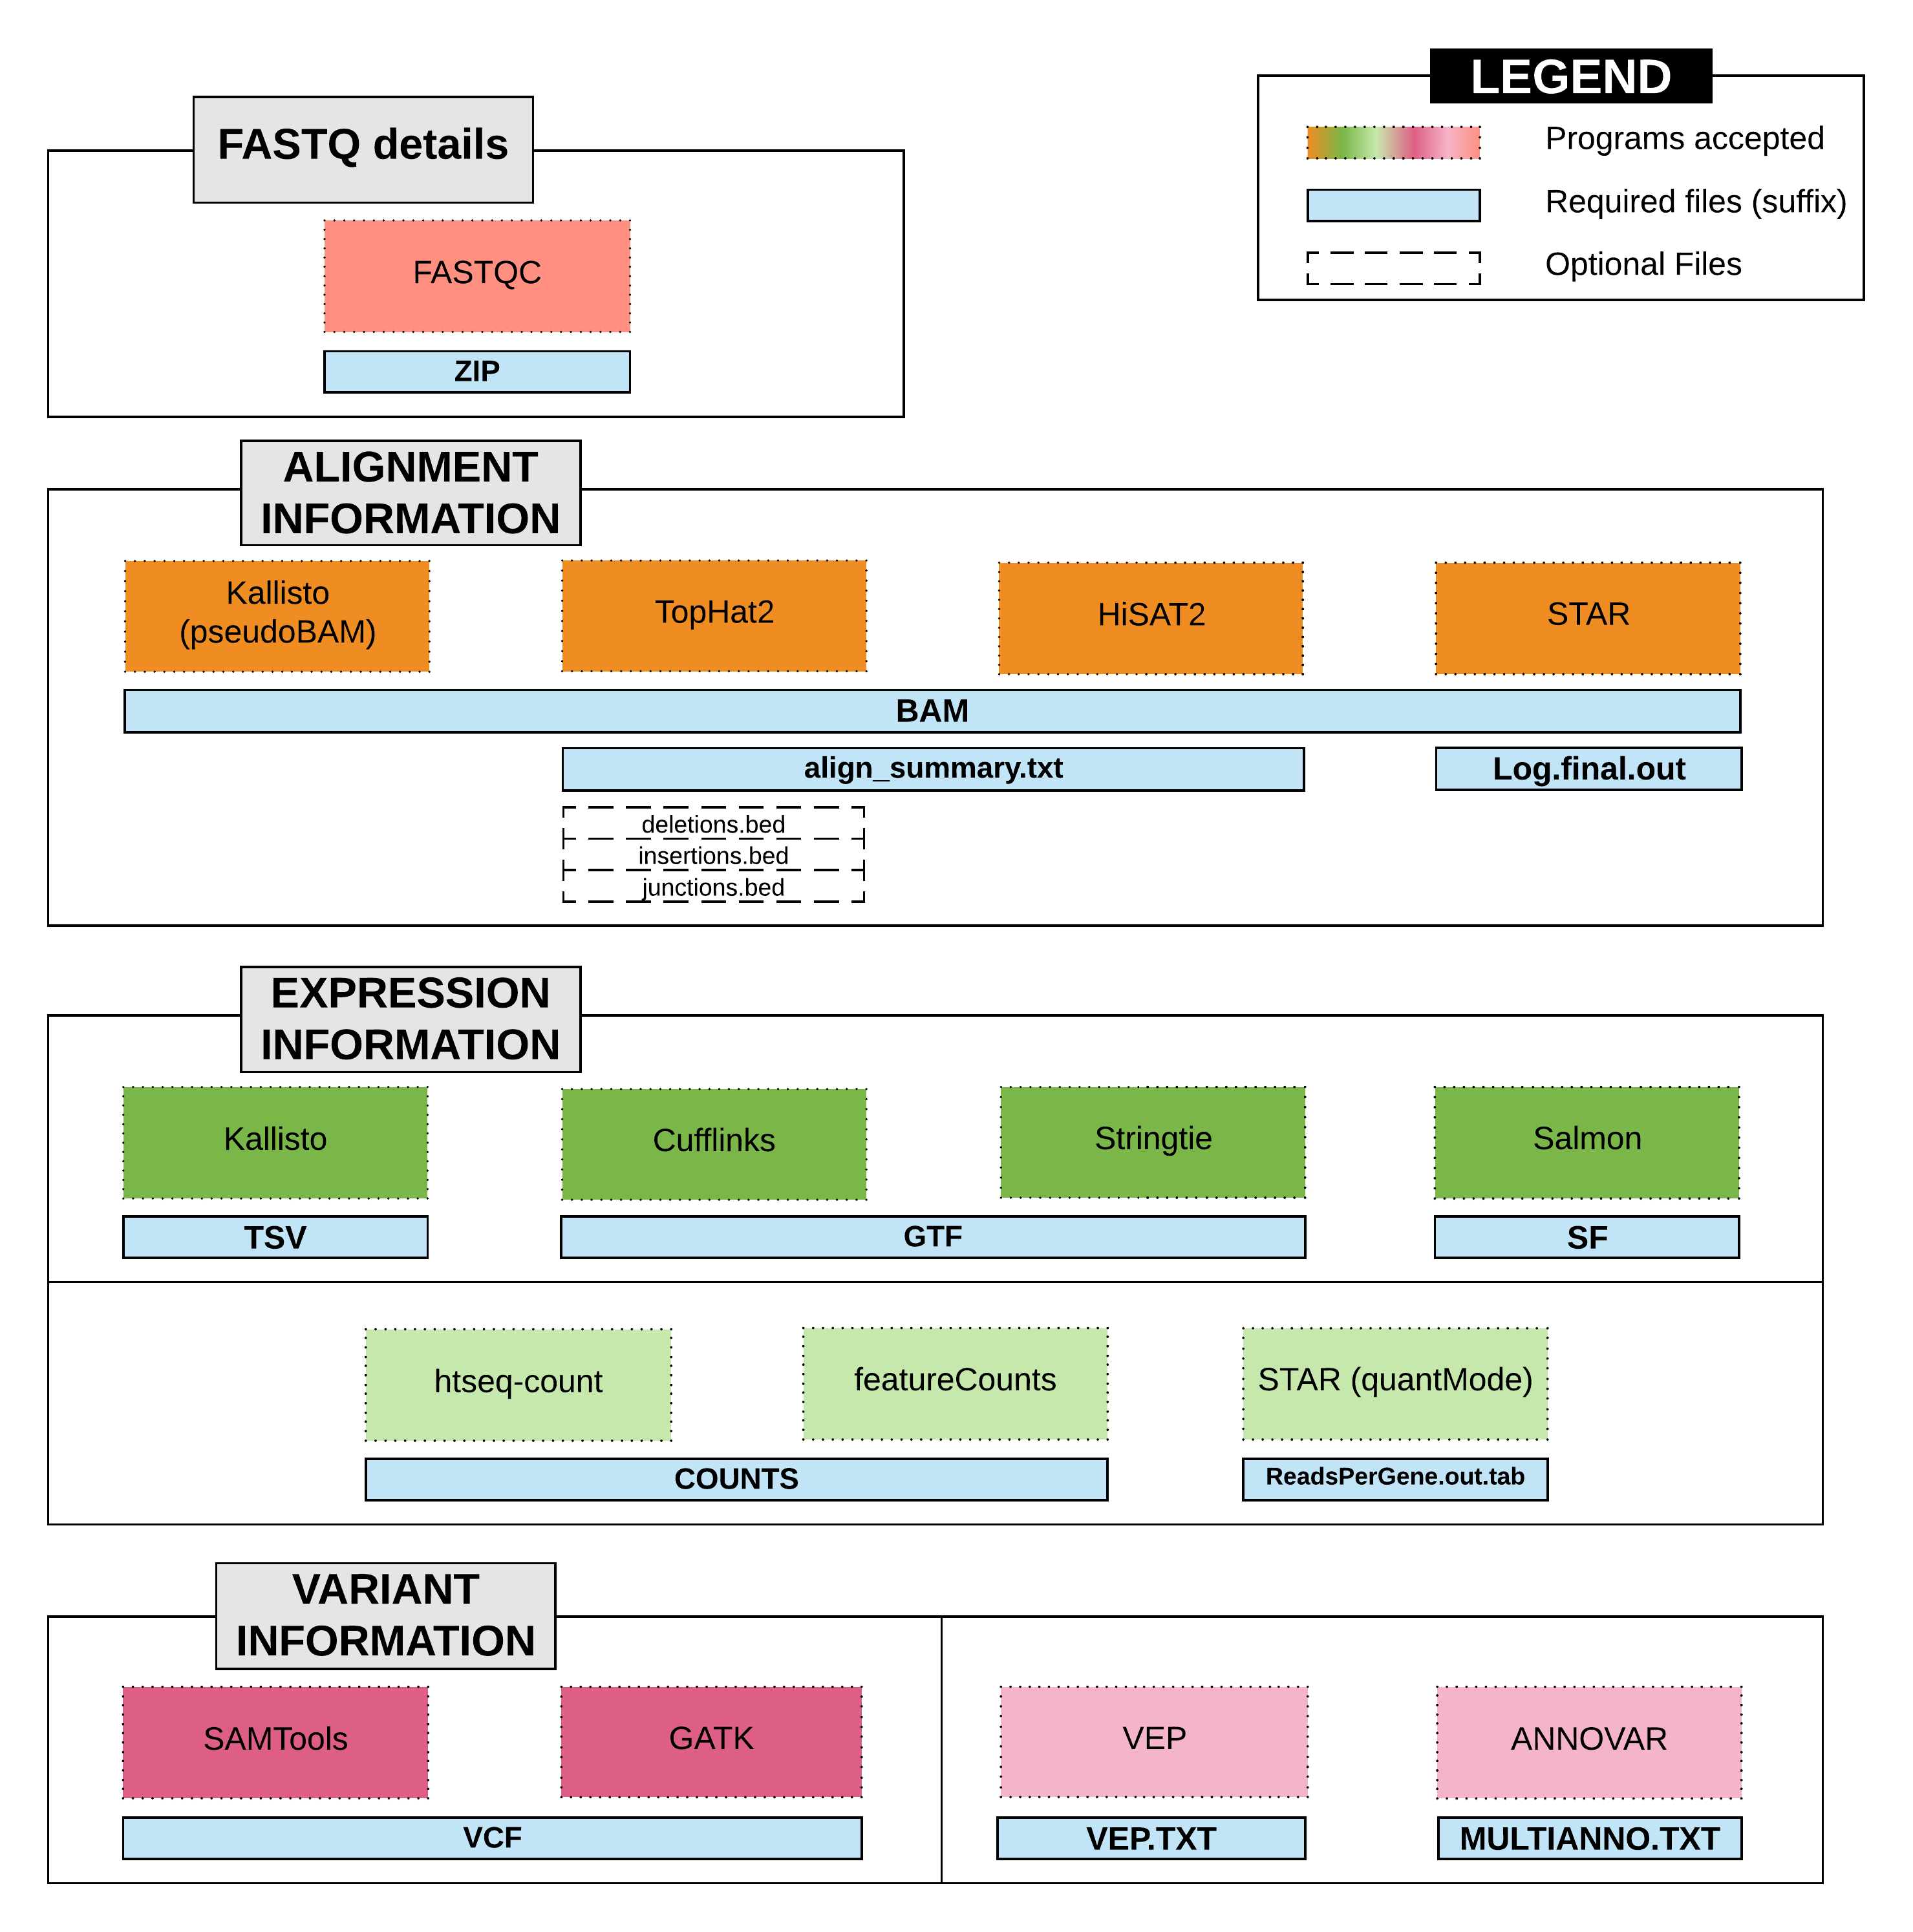 LEGEND
Programs accepted
Required files (suffix)
Optional Files
FASTQ details
FASTQC
ZIP
ALIGNMENT
INFORMATION
Kallisto
(pseudoBAM)
TopHat2
HiSAT2
STAR
BAM
align_summary.txt
Log.final.out
deletions.bed
insertions.bed
junctions.bed
EXPRESSION
INFORMATION
Kallisto
Cufflinks
Stringtie
Salmon
TSV
GTF
SF
htseq-count
featureCounts
STAR (quantMode)
COUNTS
ReadsPerGene.out.tab
VARIANT
INFORMATION
SAMTools
GATK
VEP
ANNOVAR
VCF
VEP.TXT
MULTIANNO.TXT